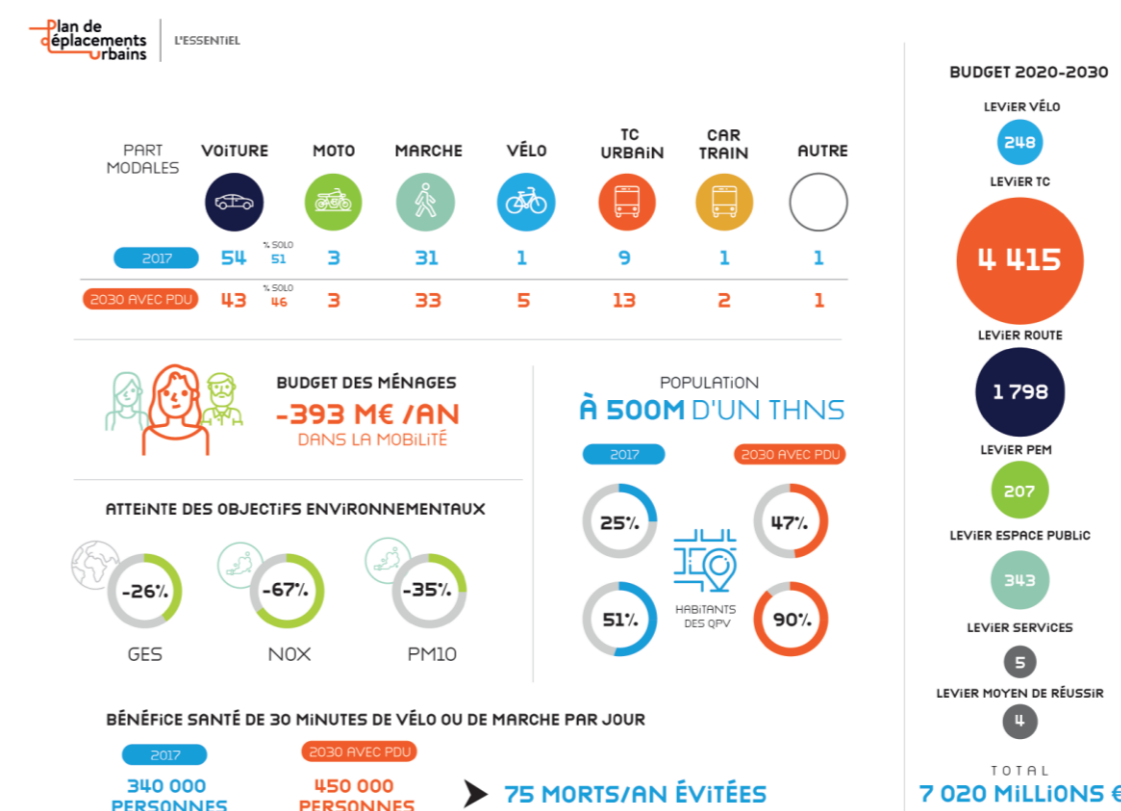 Plan de
déplacements
urbains
L'ESSENTIEL
PART
MODALES
VOITURE
MOTO
MARCHE
VÉLO
TC
URBAIN
CAR
TRAIN
AUTRE
2017
54
% SOLO
51
3
31
1
9
1
1
2030 AVEC PDU
43
% SOLO
46
3
33
5
13
2
1
BUDGET DES MÉNAGES
-393 M€ /AN
DANS LA MOBILITÉ
ATTEINTE DES OBJECTIFS ENVIRONNEMENTAUX
-26%
-67%
-35%
GES
NOX
PM10
POPULATION
À 500M D'UN THNS
2017
2030 AVEC PDU
25%
47%
51%
HABITANTS
DES QPV
90%
BÉNÉFICE SANTÉ DE 30 MINUTES DE VÉLO OU DE MARCHE PAR JOUR
2017
340 000
PERSONNES
2030 AVEC PDU
450 000
PERSONNES
75 MORTS/AN ÉVITÉES
BUDGET 2020-2030
LEVIER VÉLO
248
LEVIER TC
4 415
LEVIER ROUTE
1 798
LEVIER PEM
207
LEVIER ESPACE PUBLIC
343
LEVIER SERVICES
5
LEVIER MOYEN DE RÉUSSIR
4
TOTAL
7 020 MILLIONS €